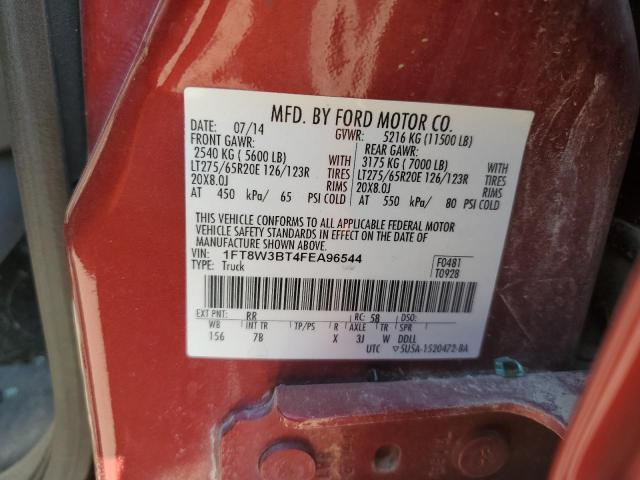 MFD. BY FORD MOTOR CO.
DATE: 07/14 GVWR: 5216 KG (11500 LB)
FRONT GAWR: REAR GAWR:
2540 KG ( 5600 LB) WITH 3175 KG ( 7000 LB) WITH
LT275/65R20E 126/123R TIRES LT275/65R20E 126/123R TIRES
20X8.0J RIMS 20X8.0J RIMS
AT 450 kPa/ 65 PSI COLD AT 550 kPa/ 80 PSI COLD
THIS VEHICLE CONFORMS TO ALL APPLICABLE FEDERAL MOTOR
VEHICLE SAFETY STANDARDS IN EFFECT ON THE DATE OF
MANUFACTURE SHOWN ABOVE.
VIN: 1FT8W3BT4FEA96544 F0481
TYPE: Truck T0928
EXT PNT: RR RC: 58 DSO:
WB INT TR TP/PS R AXLE TR SPR
156 7B X 3J W DDLL
UTC ▽5U5A-1520472-BA